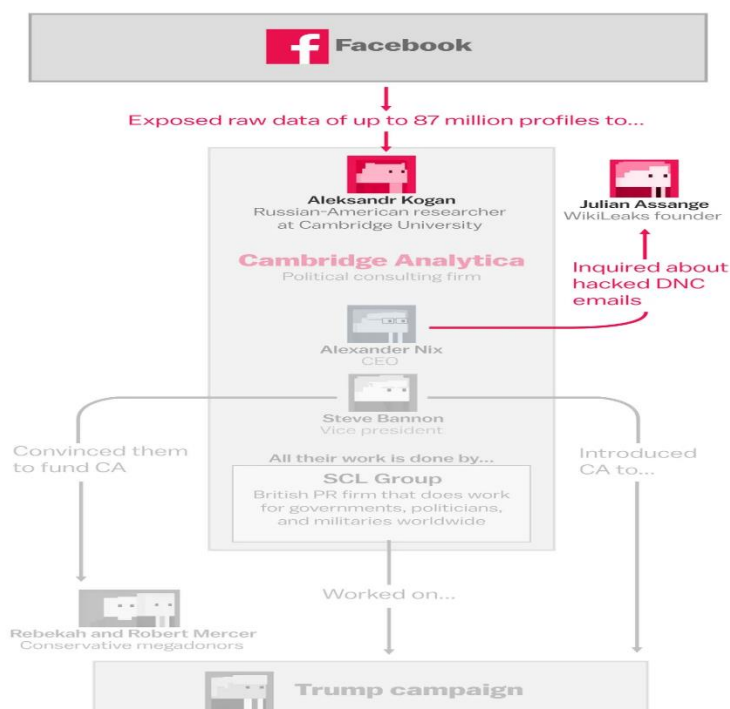 Facebook
Exposed raw data of up to 87 million profiles to...
Aleksandr Kogan
Russian-American researcher
at Cambridge University
Julian Assange
WikiLeaks founder
Cambridge Analytica
Political consulting firm
Inquired about
hacked DNC
emails
Alexander Nix
CEO
Steve Bannon
Vice president
Convinced them
to fund CA
Introduced
CA to...
All their work is done by...
SCL Group
British PR firm that does work
for governments, politicians,
and militaries worldwide
Worked on...
Rebekah and Robert Mercer
Conservative megadonors
Trump campaign